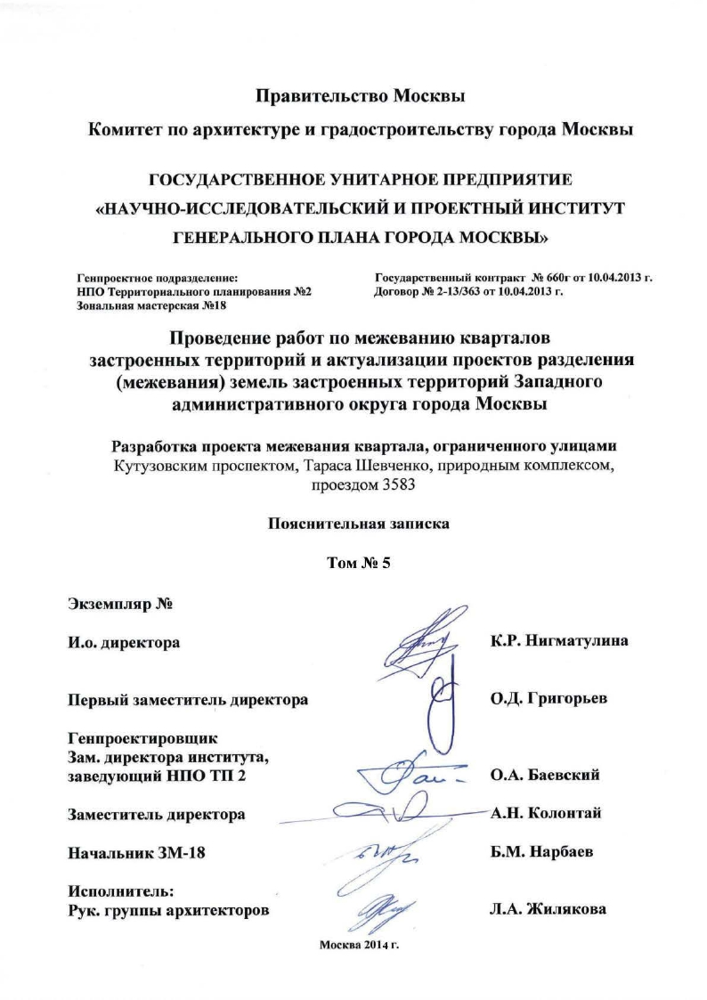 Правительство Москвы
Комитет по архитектуре и градостроительству города Москвы
ГОСУДАРСТВЕННОЕ УНИТАРНОЕ ПРЕДПРИЯТИЕ
«НАУЧНО-ИССЛЕДОВАТЕЛЬСКИЙ И ПРОЕКТНЫЙ ИНСТИТУТ
ГЕНЕРАЛЬНОГО ПЛАНА ГОРОДА МОСКВЫ»
Генпроектное подразделение: Государственный контракт № 660г от 10.04.2013 г.
НПО Территориального планирования №2 Договор № 2-13/363 от 10.04.2013 г.
Зональная мастерская №18
Проведение работ по межеванию кварталов
застроенных территорий и актуализации проектов разделения
(межевания) земель застроенных территорий Западного
административного округа города Москвы
Разработка проекта межевания квартала, ограниченного улицами
Кутузовским проспектом, Тараса Шевченко, природным комплексом,
проездом 3583
Пояснительная записка
Том № 5
Экземпляр №
И.о. директора К.Р. Нигматулина
Первый заместитель директора О.Д. Григорьев
Генпроектировщик
Зам. директора института,
заведующий НПО ТП 2 О.А. Баевский
Заместитель директора А.Н. Колонтай
Начальник ЗМ-18 Б.М. Нарбаев
Исполнитель:
Рук. группы архитекторов Л.А. Жилякова
Москва 2014 г.